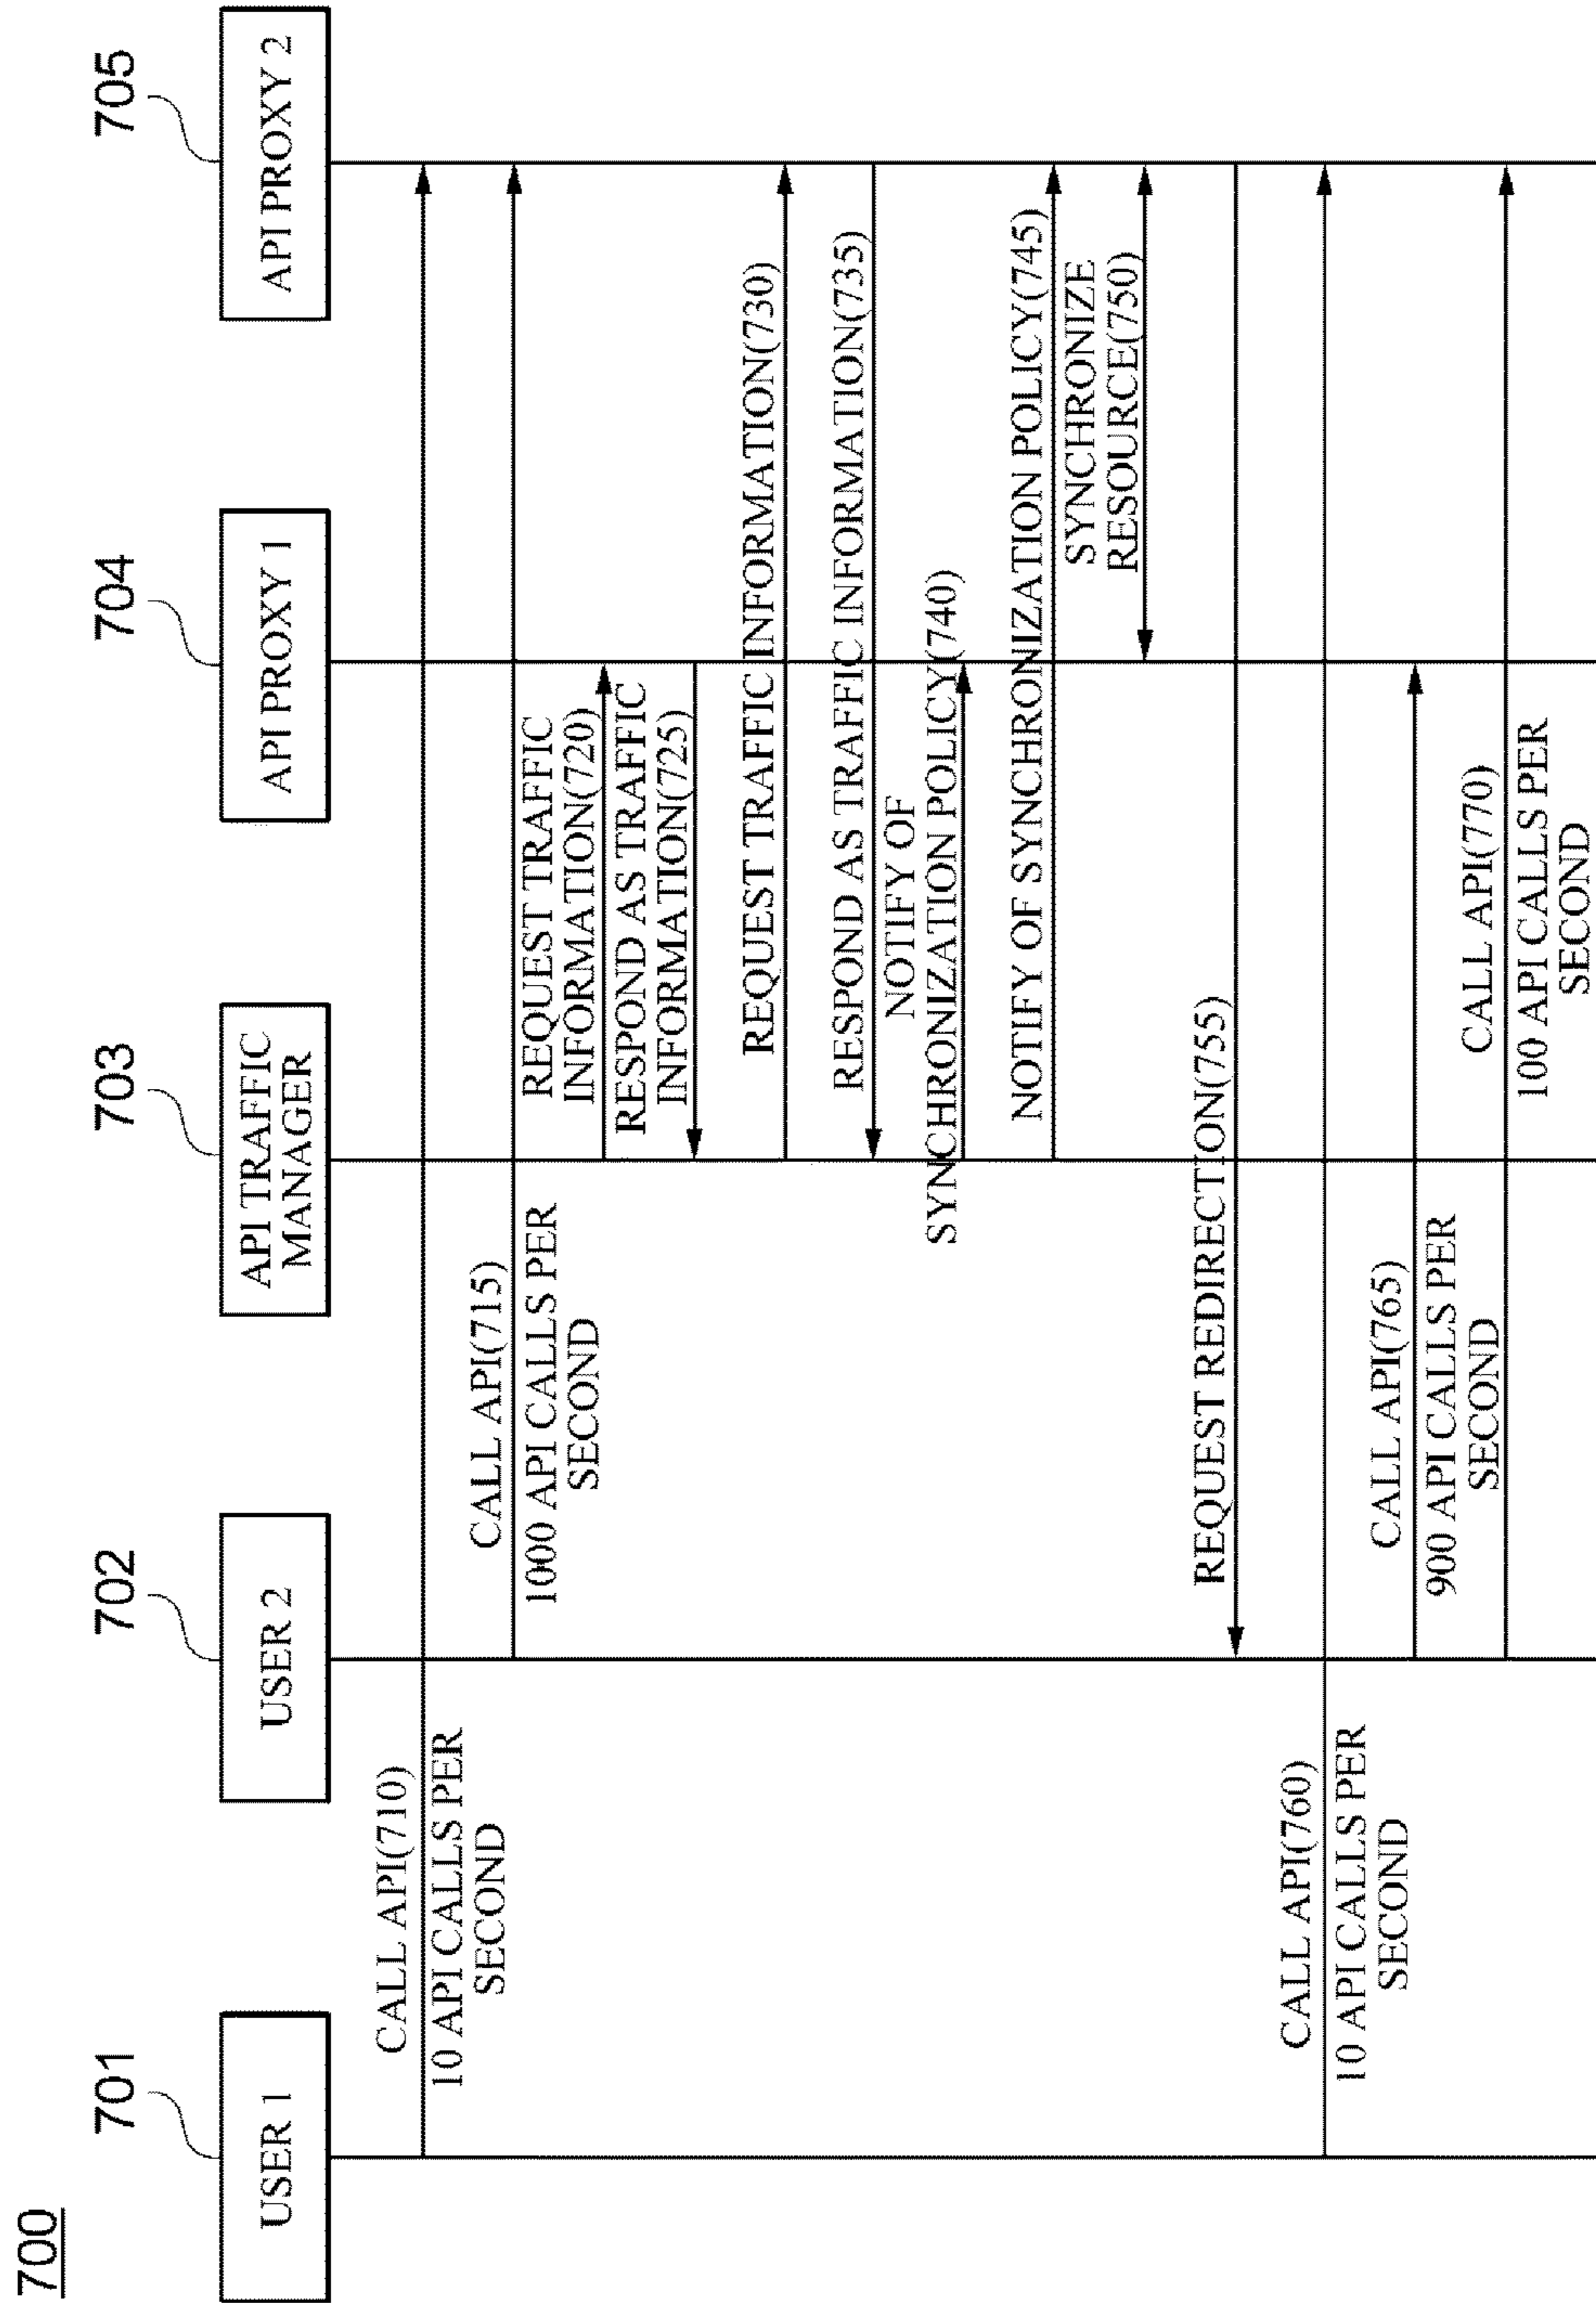 700
701
702
703
704
705
USER 1
USER 2
API TRAFFIC
MANAGER
API PROXY 1
API PROXY 2
CALL API(710)
10 API CALLS PER
SECOND
CALL API(715)
1000 API CALLS PER
SECOND
REQUEST TRAFFIC
INFORMATION(720)
RESPOND AS TRAFFIC
INFORMATION(725)
REQUEST TRAFFIC INFORMATION(730)
RESPOND AS TRAFFIC INFORMATION(735)
NOTIFY OF
SYNCHRONIZATION POLICY(740)
NOTIFY OF SYNCHRONIZATION POLICY(745)
SYNCHRONIZE
RESOURCE(750)
REQUEST REDIRECTION(755)
CALL API(760)
10 API CALLS PER
SECOND
CALL API(765)
900 API CALLS PER
SECOND
CALL API(770)
100 API CALLS PER
SECOND